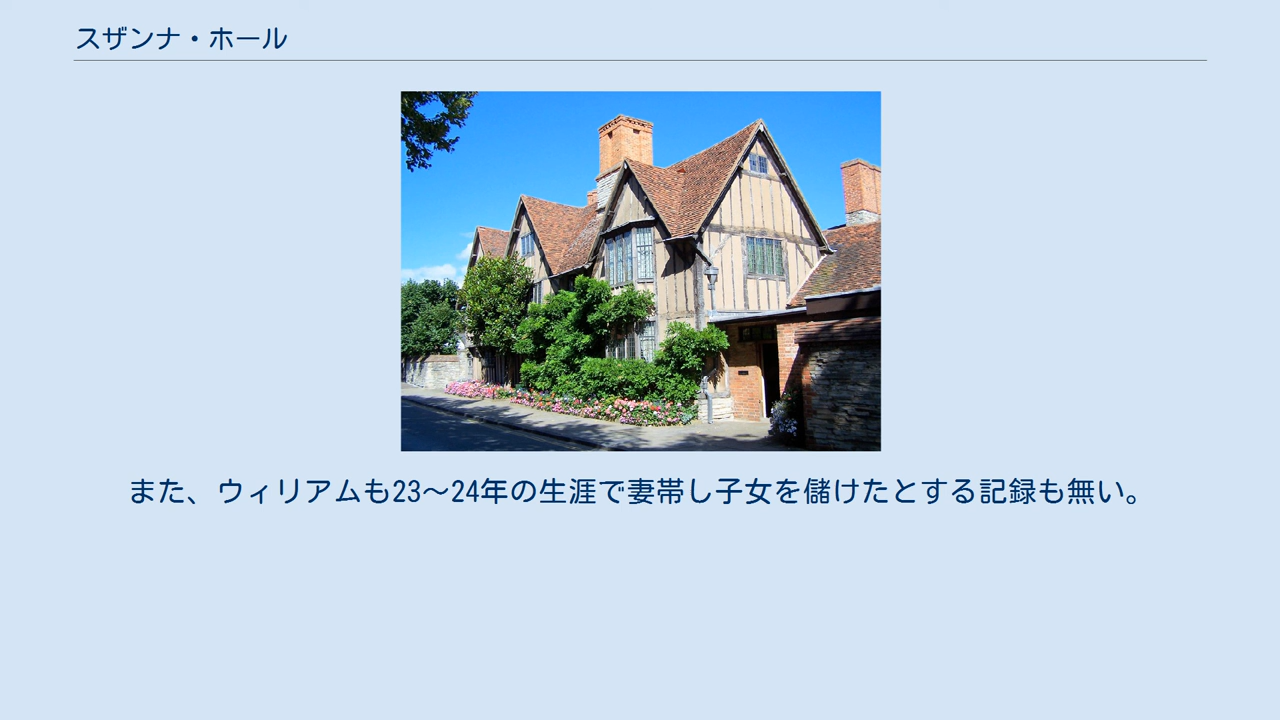 スザンナ・ホール
また、ウィリアムも23〜24年の生涯で妻帯し子女を儲けたとする記録も無い。